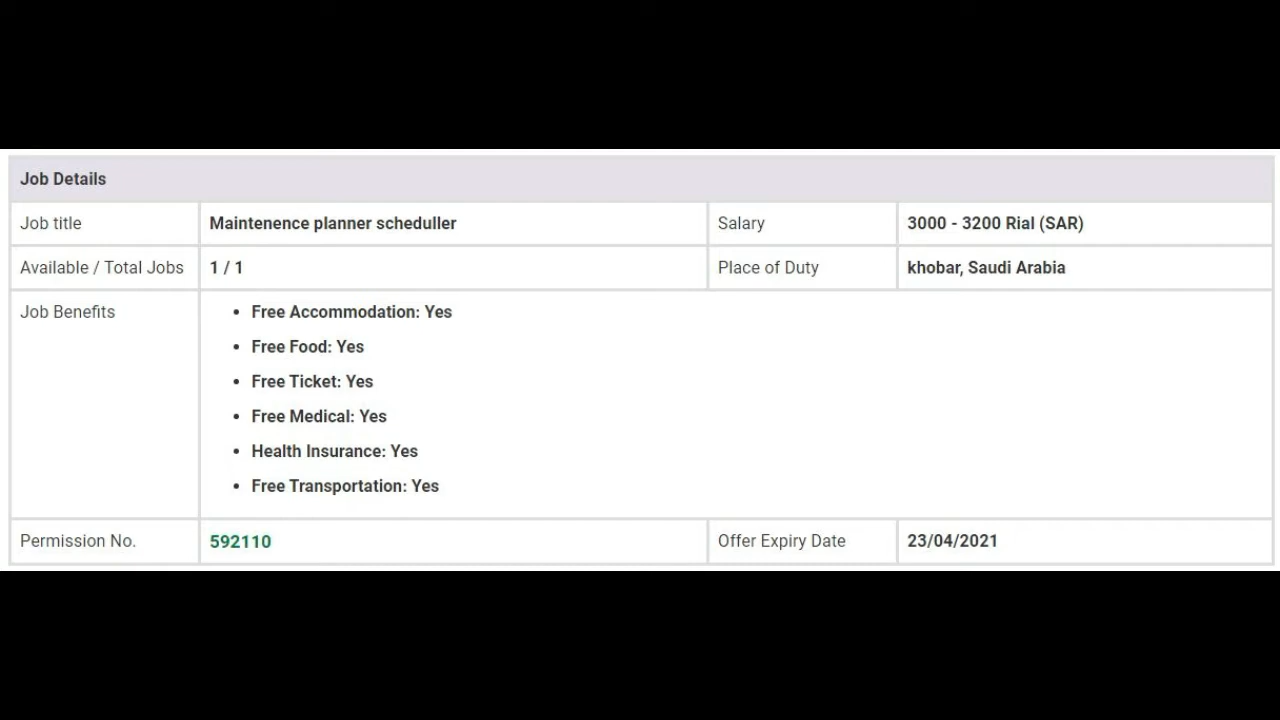 Job Details
Job title Maintenence planner scheduller Salary 3000 - 3200 Rial (SAR)
Available / Total Jobs 1 / 1 Place of Duty khobar, Saudi Arabia
Job Benefits • Free Accommodation: Yes
• Free Food: Yes
• Free Ticket: Yes
• Free Medical: Yes
• Health Insurance: Yes
• Free Transportation: Yes
Permission No. 592110 Offer Expiry Date 23/04/2021